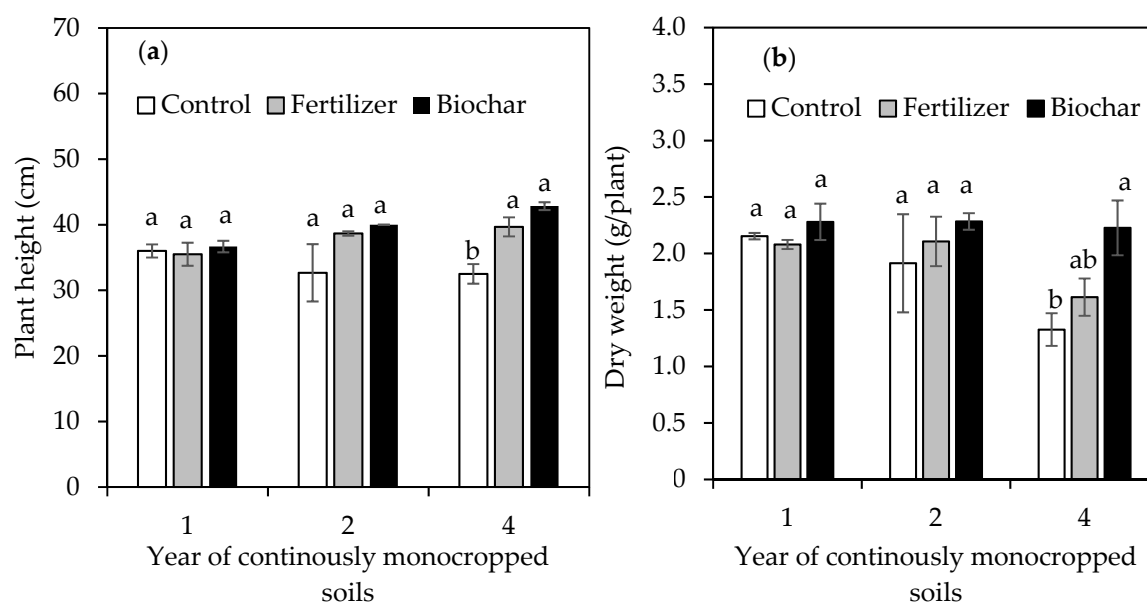 (a)
Control Fertilizer Biochar
Plant height (cm)
70
60
50
40
30
20
10
0
a a a
a a a
b a a
1 2 4
Year of continously monocropped
soils
(b)
Control Fertilizer Biochar
Dry weight (g/plant)
4.0
3.5
3.0
2.5
2.0
1.5
1.0
0.5
0
a a a
a a a
b ab a
1 2 4
Year of continously monocropped
soils